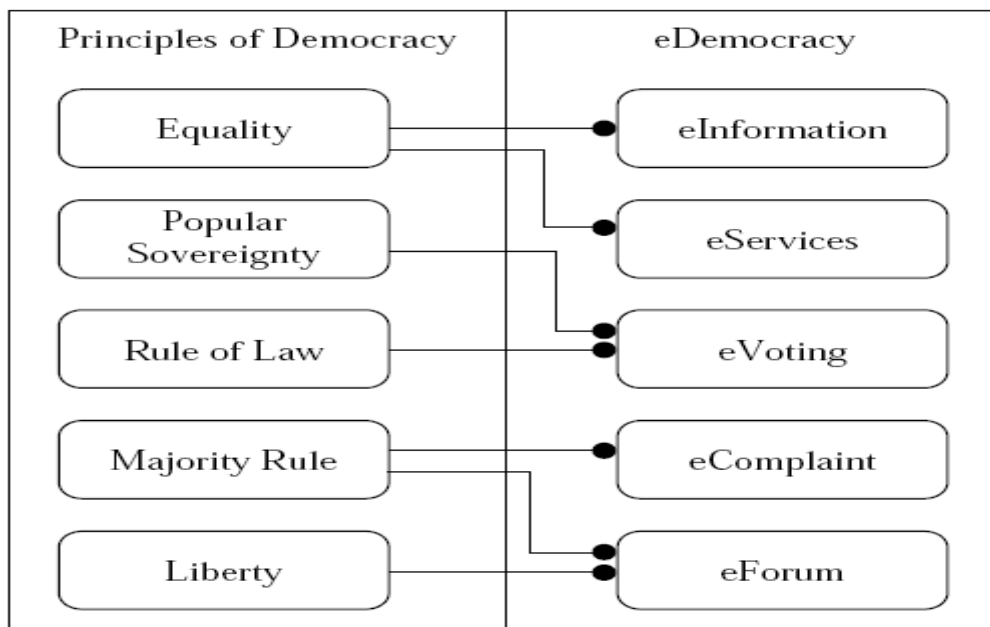 Principles of Democracy
Equality
Popular
Sovereignty
Rule of Law
Majority Rule
Liberty
eDemocracy
eInformation
eServices
eVoting
eComplaint
eForum